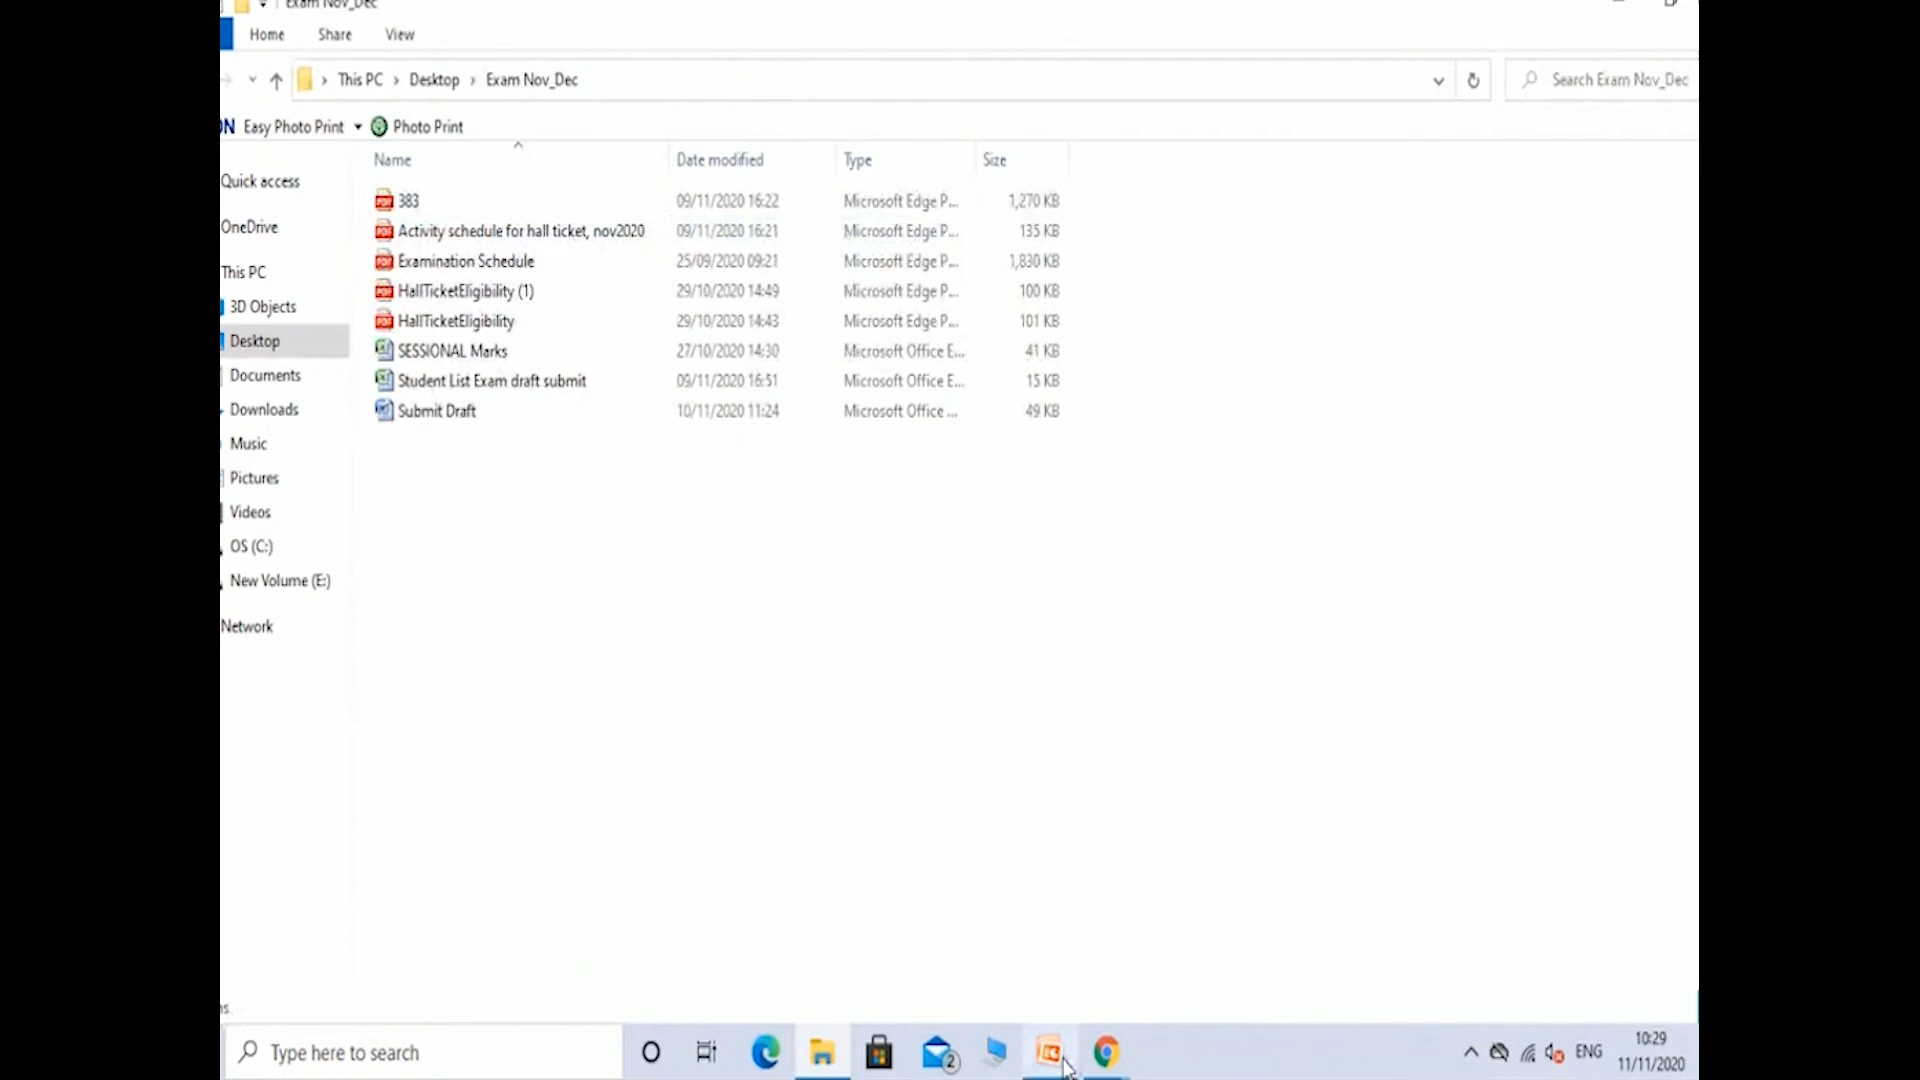 Exam Nov_Dec
Home Share View
This PC Desktop Exam Nov_Dec
Search Exam Nov_Dec
Easy Photo Print Photo Print
Name Date modified Type Size
Quick access
OneDrive
This PC
3D Objects
Desktop
Documents
Downloads
Music
Pictures
Videos
OS (C:)
New Volume (E:)
Network
383 09/11/2020 16:22 Microsoft Edge P... 1,270 KB
Activity schedule for hall ticket, nov2020 09/11/2020 16:21 Microsoft Edge P... 135 KB
Examination Schedule 25/09/2020 09:21 Microsoft Edge P... 1,830 KB
HallTicketEligibility (1) 29/10/2020 14:49 Microsoft Edge P... 100 KB
HallTicketEligibility 29/10/2020 14:43 Microsoft Edge P... 101 KB
SESSIONAL Marks 27/10/2020 14:30 Microsoft Office E... 41 KB
Student List Exam draft submit 09/11/2020 16:51 Microsoft Office E... 15 KB
Submit Draft 10/11/2020 11:24 Microsoft Office ... 49 KB
Type here to search
2
ENG
10:29
11/11/2020